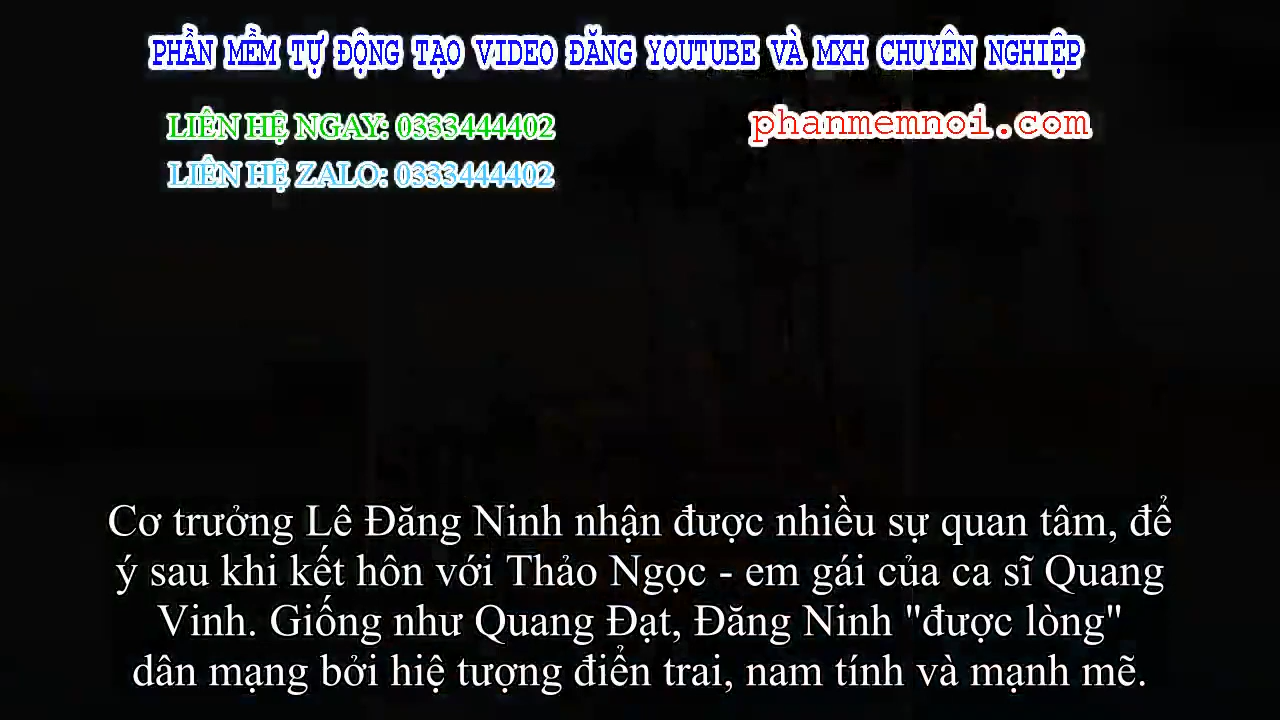 PHẦN MỀM TỰ ĐỘNG TẠO VIDEO ĐĂNG YOUTUBE VÀ MXH CHUYÊN NGHIỆP
LIÊN HỆ NGAY: 0333444402
phanmemnoi.com
LIÊN HỆ ZALO: 0333444402
Cơ trưởng Lê Đăng Ninh nhận được nhiều sự quan tâm, để
ý sau khi kết hôn với Thảo Ngọc - em gái của ca sĩ Quang
Vinh. Giống như Quang Đạt, Đăng Ninh "được lòng"
dân mạng bởi hiệ tượng điển trai, nam tính và mạnh mẽ.